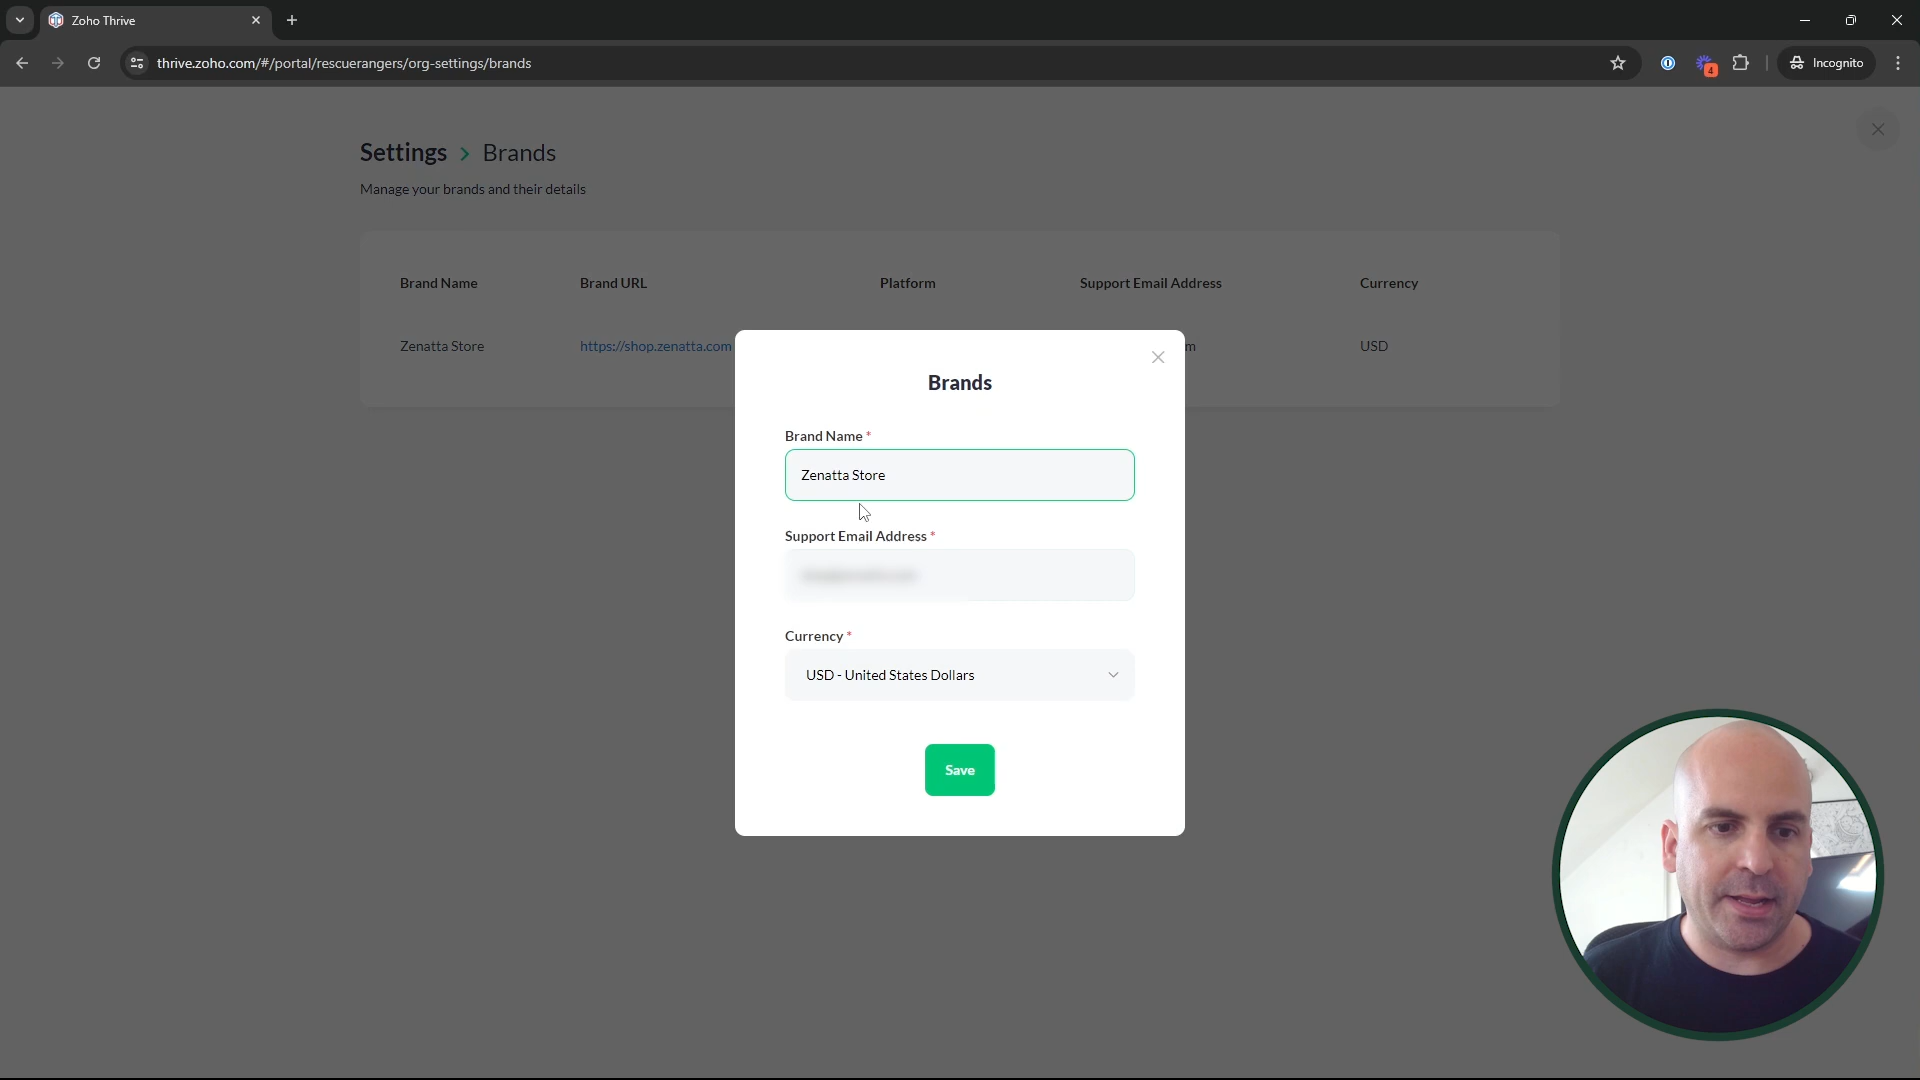 Zoho Thrive
thrive.zoho.com/#/portal/rescuerangers/org-settings/brands
4
Incognito
Settings > Brands
Manage your brands and their details
Brand Name Brand URL Platform Support Email Address Currency
Zenatta Store https://shop.zenatta.com m USD
Brands
Brand Name *
Zenatta Store
Support Email Address *
Currency *
USD - United States Dollars
Save